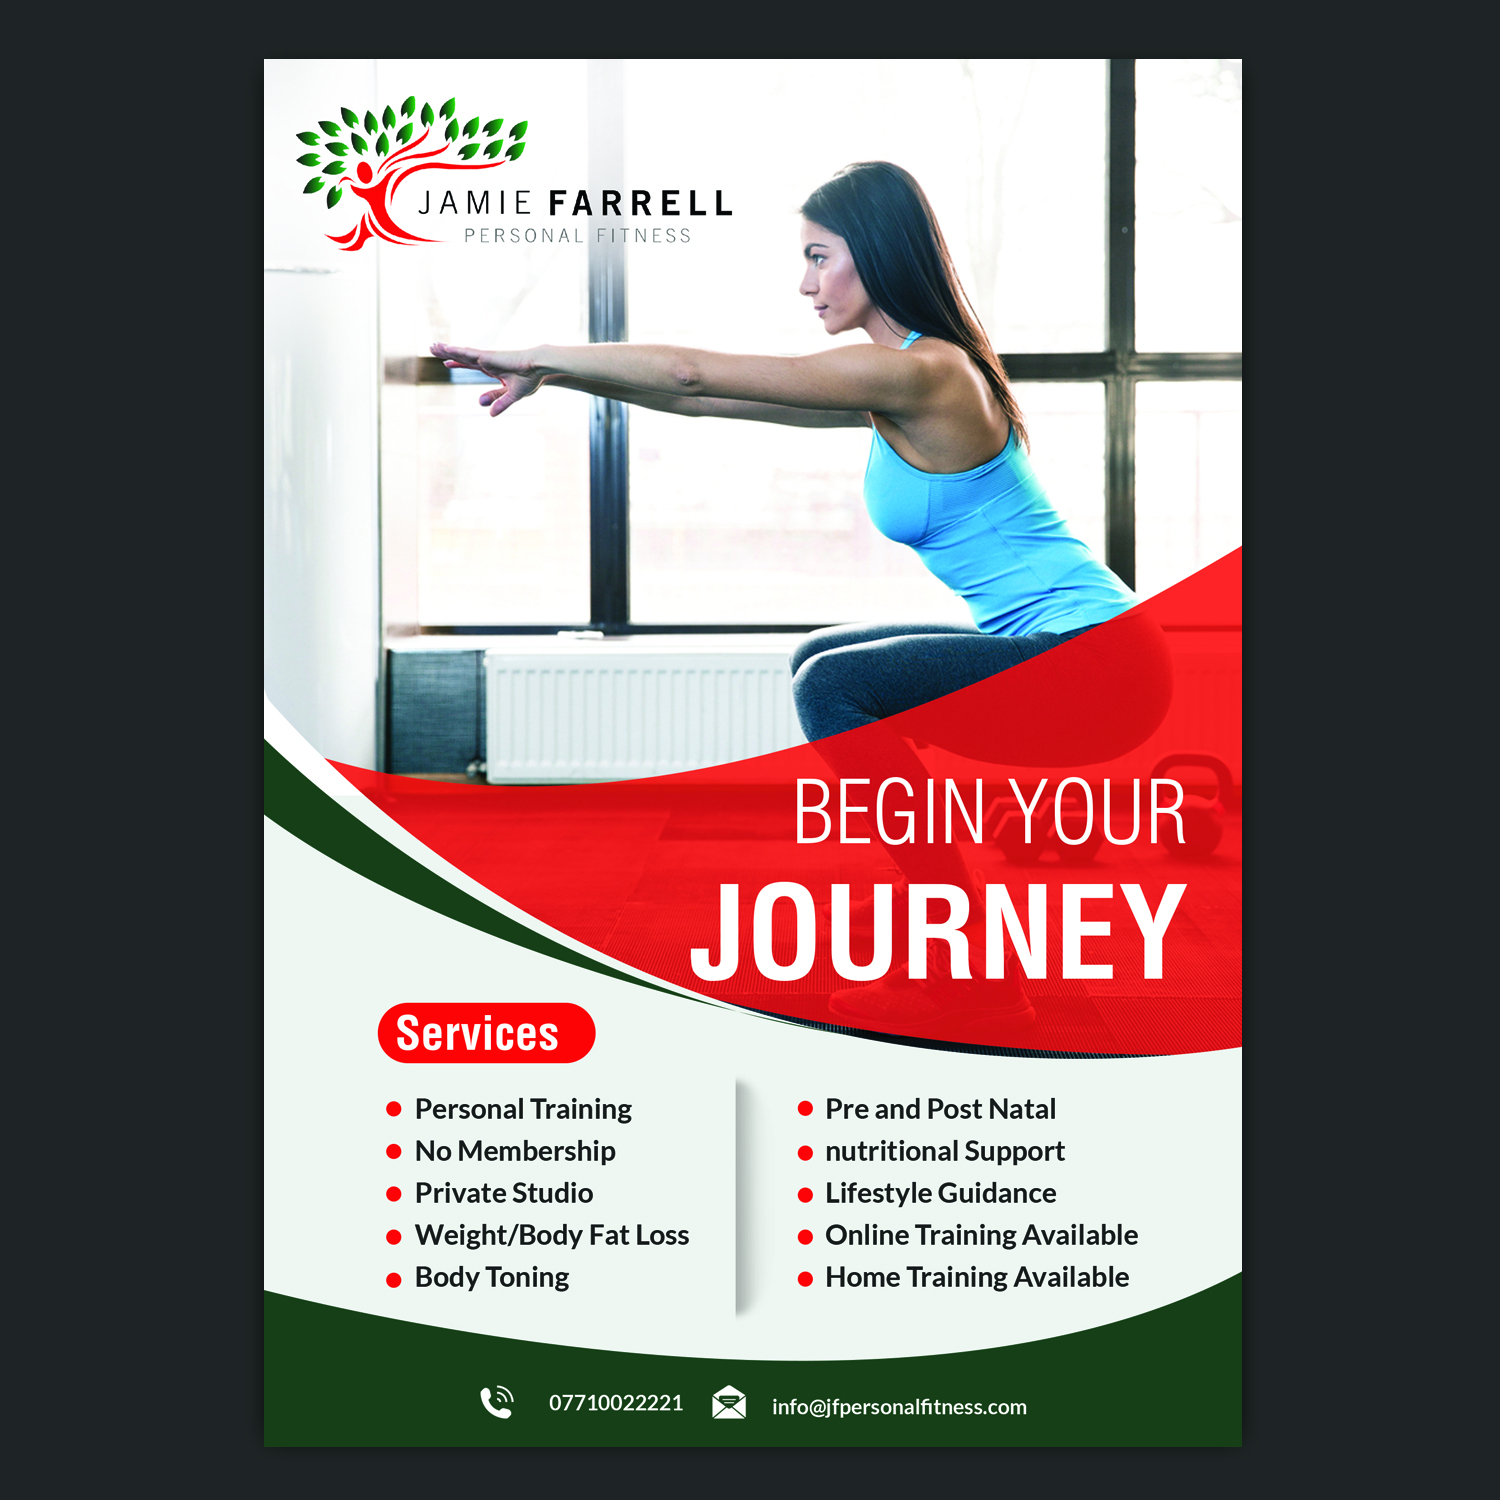 JAMIE FARRELL
PERSONAL FITNESS
BEGIN YOUR
JOURNEY
Services
Personal Training
No Membership
Private Studio
Weight/Body Fat Loss
Body Toning
Pre and Post Natal
nutritional Support
Lifestyle Guidance
Online Training Available
Home Training Available
07710022221
info@jfpersonalfitness.com